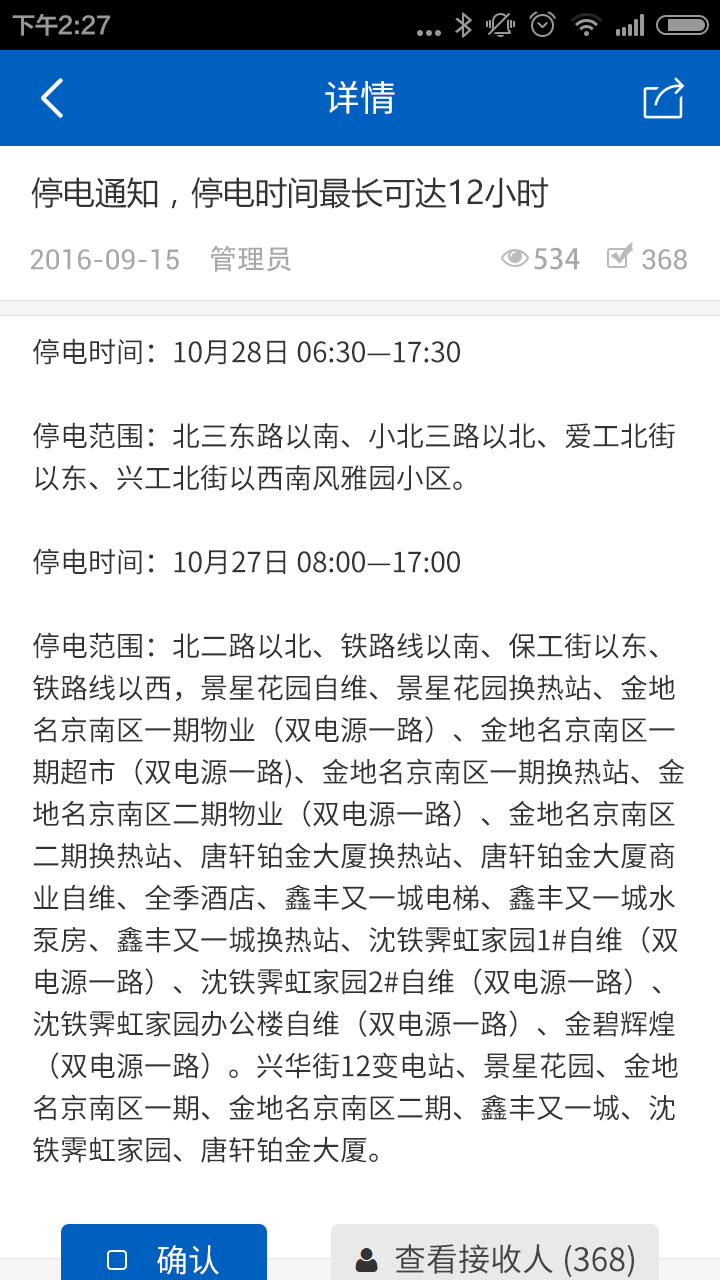 下午2:27
详情
停电通知，停电时间最长可达12小时
2016-09-15 管理员 534 368
停电时间：10月28日 06:30—17:30
停电范围：北三东路以南、小北三路以北、爱工北街
以东、兴工北街以西南风雅园小区。
停电时间：10月27日 08:00—17:00
停电范围：北二路以北、铁路线以南、保工街以东、
铁路线以西，景星花园自维、景星花园换热站、金地
名京南区一期物业（双电源一路）、金地名京南区一
期超市（双电源一路)、金地名京南区一期换热站、金
地名京南区二期物业（双电源一路）、金地名京南区
二期换热站、唐轩铂金大厦换热站、唐轩铂金大厦商
业自维、全季酒店、鑫丰又一城电梯、鑫丰又一城水
泵房、鑫丰又一城换热站、沈铁霁虹家园1#自维（双
电源一路）、沈铁霁虹家园2#自维（双电源一路）、
沈铁霁虹家园办公楼自维（双电源一路）、金碧辉煌
（双电源一路）。兴华街12变电站、景星花园、金地
名京南区一期、金地名京南区二期、鑫丰又一城、沈
铁霁虹家园、唐轩铂金大厦。
确认 查看接收人 (368)